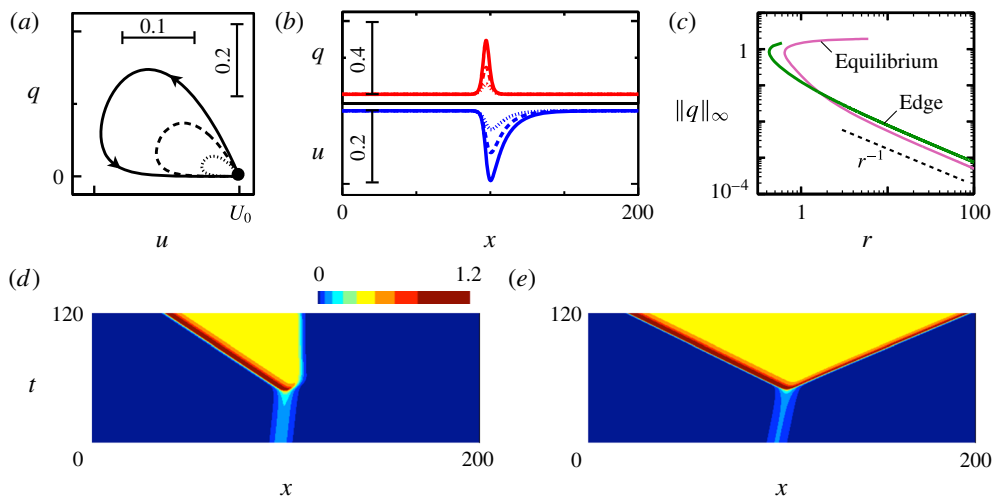 (a)
0.1
0.2
q
0
U0
u
(b)
q
0.4
u
0.2
0
200
x
(c)
1
‖q‖∞
10−4
Equilibrium
Edge
r−1
1
100
r
(d)
0
1.2
120
t
0
200
x
(e)
120
0
200
x